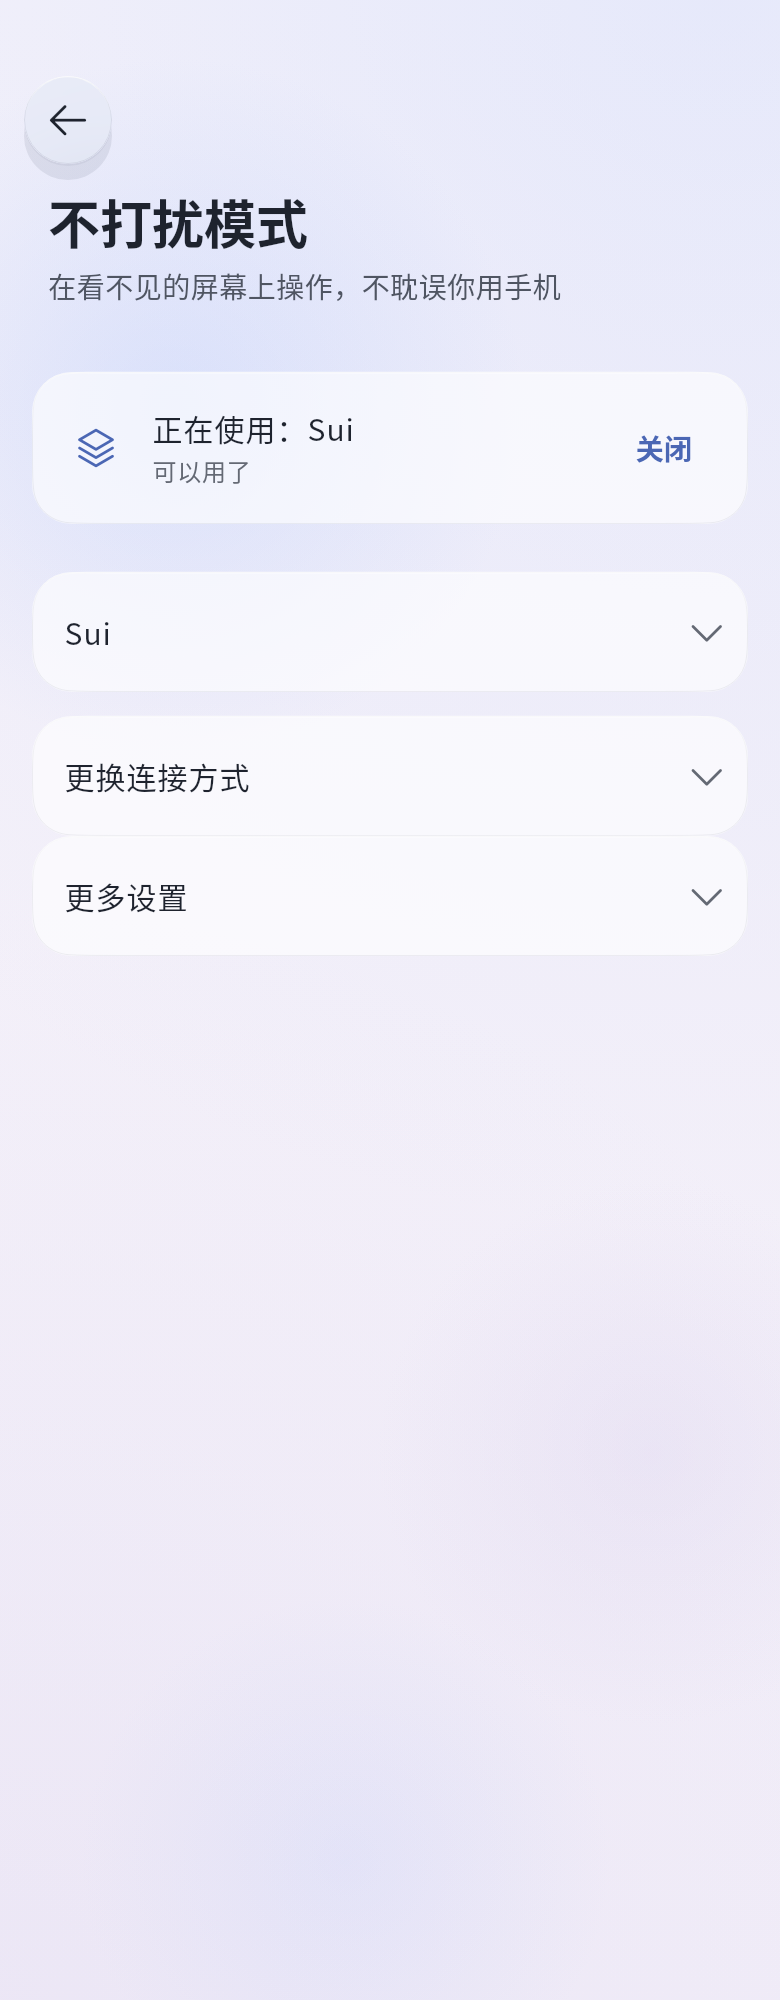 不打扰模式
在看不见的屏幕上操作，不耽误你用手机
正在使用：Sui
可以用了
关闭
Sui
更换连接方式
更多设置